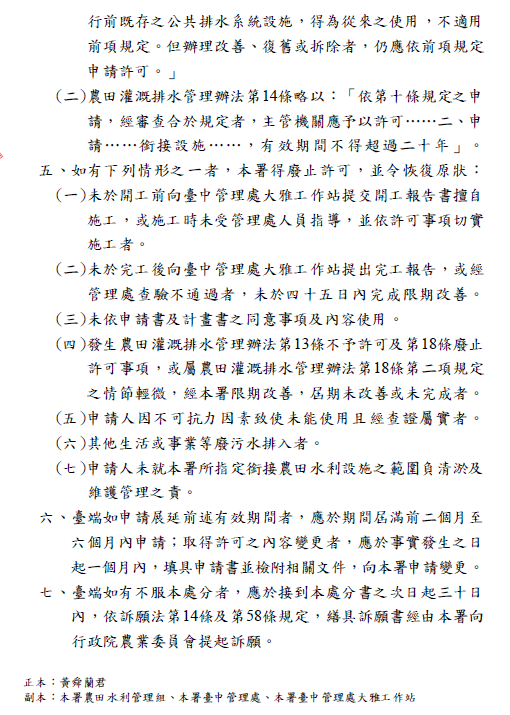 行前既存之公共排水系統設施，得為從來之使用，不適用
前項規定。但辦理改善、復舊或拆除者，仍應依前項規定
申請許可。」
(二)農田灌溉排水管理辦法第14條略以：「依第十條規定之申
請，經審查合於規定者，主管機關應予以許可……二、申
請……銜接設施……，有效期間不得超過二十年」。
五、如有下列情形之一者，本署得廢止許可，並令恢復原狀：
(一)未於開工前向臺中管理處大雅工作站提交開工報告書擅自
施工，或施工時未受管理處人員指導，並依許可事項切實
施工者。
(二)未於完工後向臺中管理處大雅工作站提出完工報告，或經
管理處查驗不通過者，未於四十五日內完成限期改善。
(三)未依申請書及計畫書之同意事項及內容使用。
(四)發生農田灌溉排水管理辦法第13條不予許可及第18條廢止
許可事項，或屬農田灌溉排水管理辦法第18條第二項規定
之情節輕微，經本署限期改善，屆期未改善或未完成者。
(五)申請人因不可抗力因素致使未能使用且經查證屬實者。
(六)其他生活或事業等廢污水排入者。
(七)申請人未就本署所指定銜接農田水利設施之範圍負清淤及
維護管理之責。
六、臺端如申請展延前述有效期間者，應於期間屆滿前二個月至
六個月內申請；取得許可之內容變更者，應於事實發生之日
起一個月內，填具申請書並檢附相關文件，向本署申請變更。
七、臺端如有不服本處分者，應於接到本處分書之次日起三十日
內，依訴願法第14條及第58條規定，繕具訴願書經由本署向
行政院農業委員會提起訴願。
正本：黃舜蘭君
副本：本署農田水利管理組、本署臺中管理處、本署臺中管理處大雅工作站